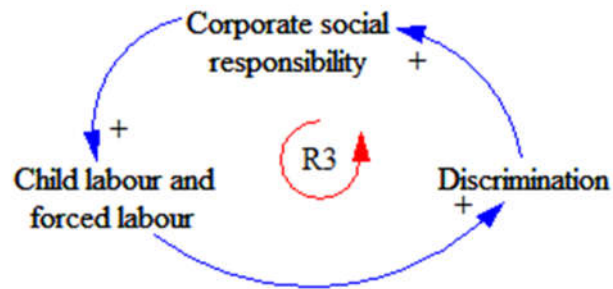 Corporate social
responsibility
+
+
R3
Child labour and
forced labour
Discrimination
+